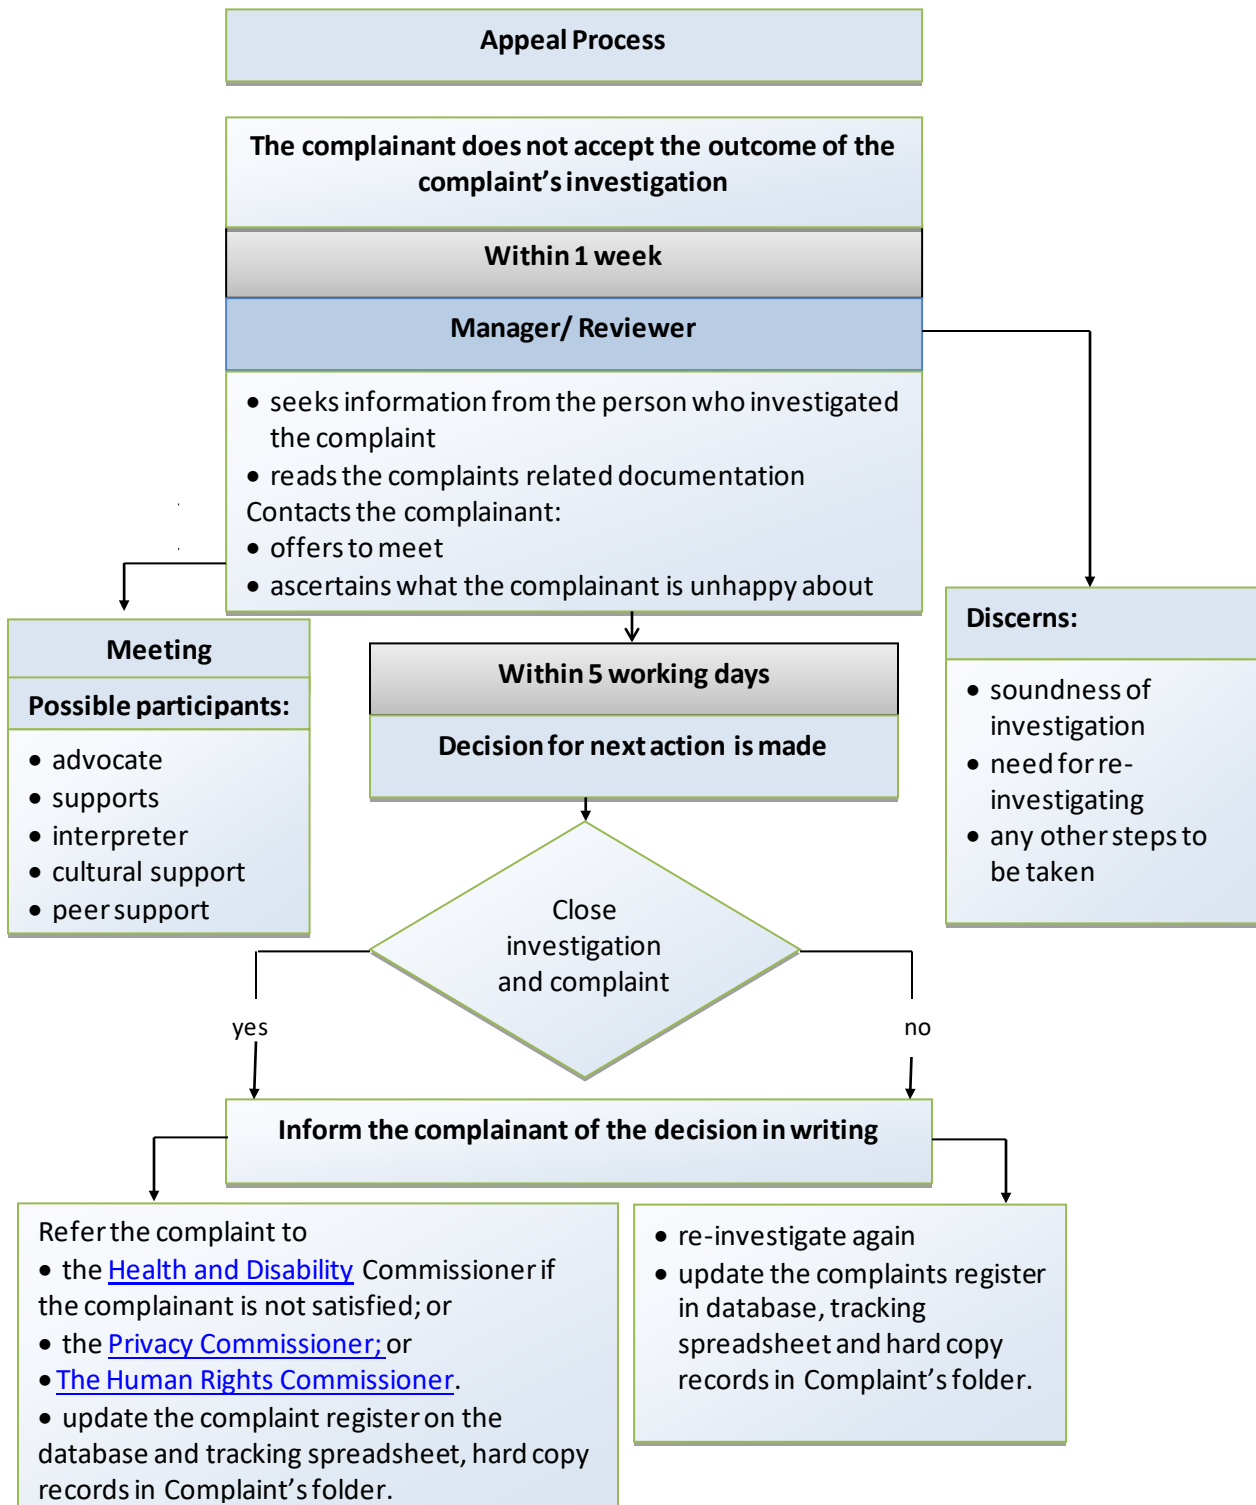 Appeal Process
The complainant does not accept the outcome of the
complaint’s investigation
Within 1 week
Manager/ Reviewer
• seeks information from the person who investigated
the complaint
• reads the complaints related documentation
Contacts the complainant:
• offers to meet
• ascertains what the complainant is unhappy about
Meeting
Possible participants:
• advocate
• supports
• interpreter
• cultural support
• peer support
Within 5 working days
Decision for next action is made
Discerns:
• soundness of
investigation
• need for re-
investigating
• any other steps to
be taken
Close
investigation
and complaint
yes
no
Inform the complainant of the decision in writing
Refer the complaint to
• the Health and Disability Commissioner if
the complainant is not satisfied; or
• the Privacy Commissioner; or
• The Human Rights Commissioner.
• update the complaint register on the
database and tracking spreadsheet, hard copy
records in Complaint’s folder.
• re-investigate again
• update the complaints register
in database, tracking
spreadsheet and hard copy
records in Complaint’s folder.